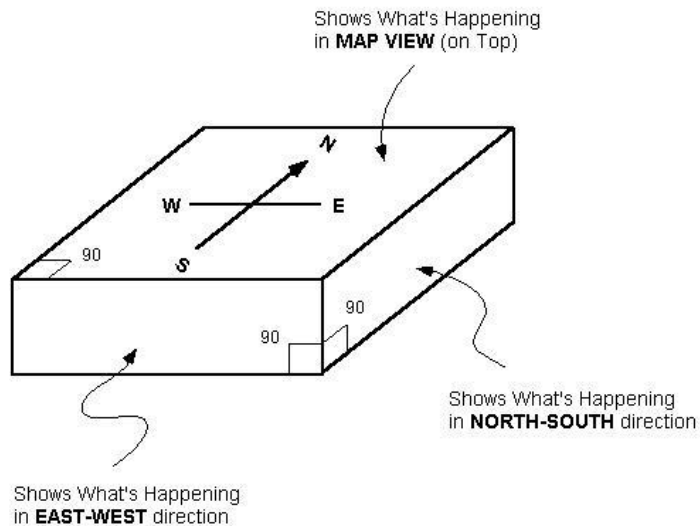 Shows What's Happening
in MAP VIEW (on Top)
N
W
E
S
90
90
90
Shows What's Happening
in NORTH-SOUTH direction
Shows What's Happening
in EAST-WEST direction